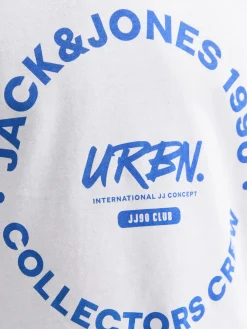 JACK&JONES 1990
URBN.
INTERNATIONAL JJ CONCEPT
JJ90 CLUB
COLLECTORS CREW